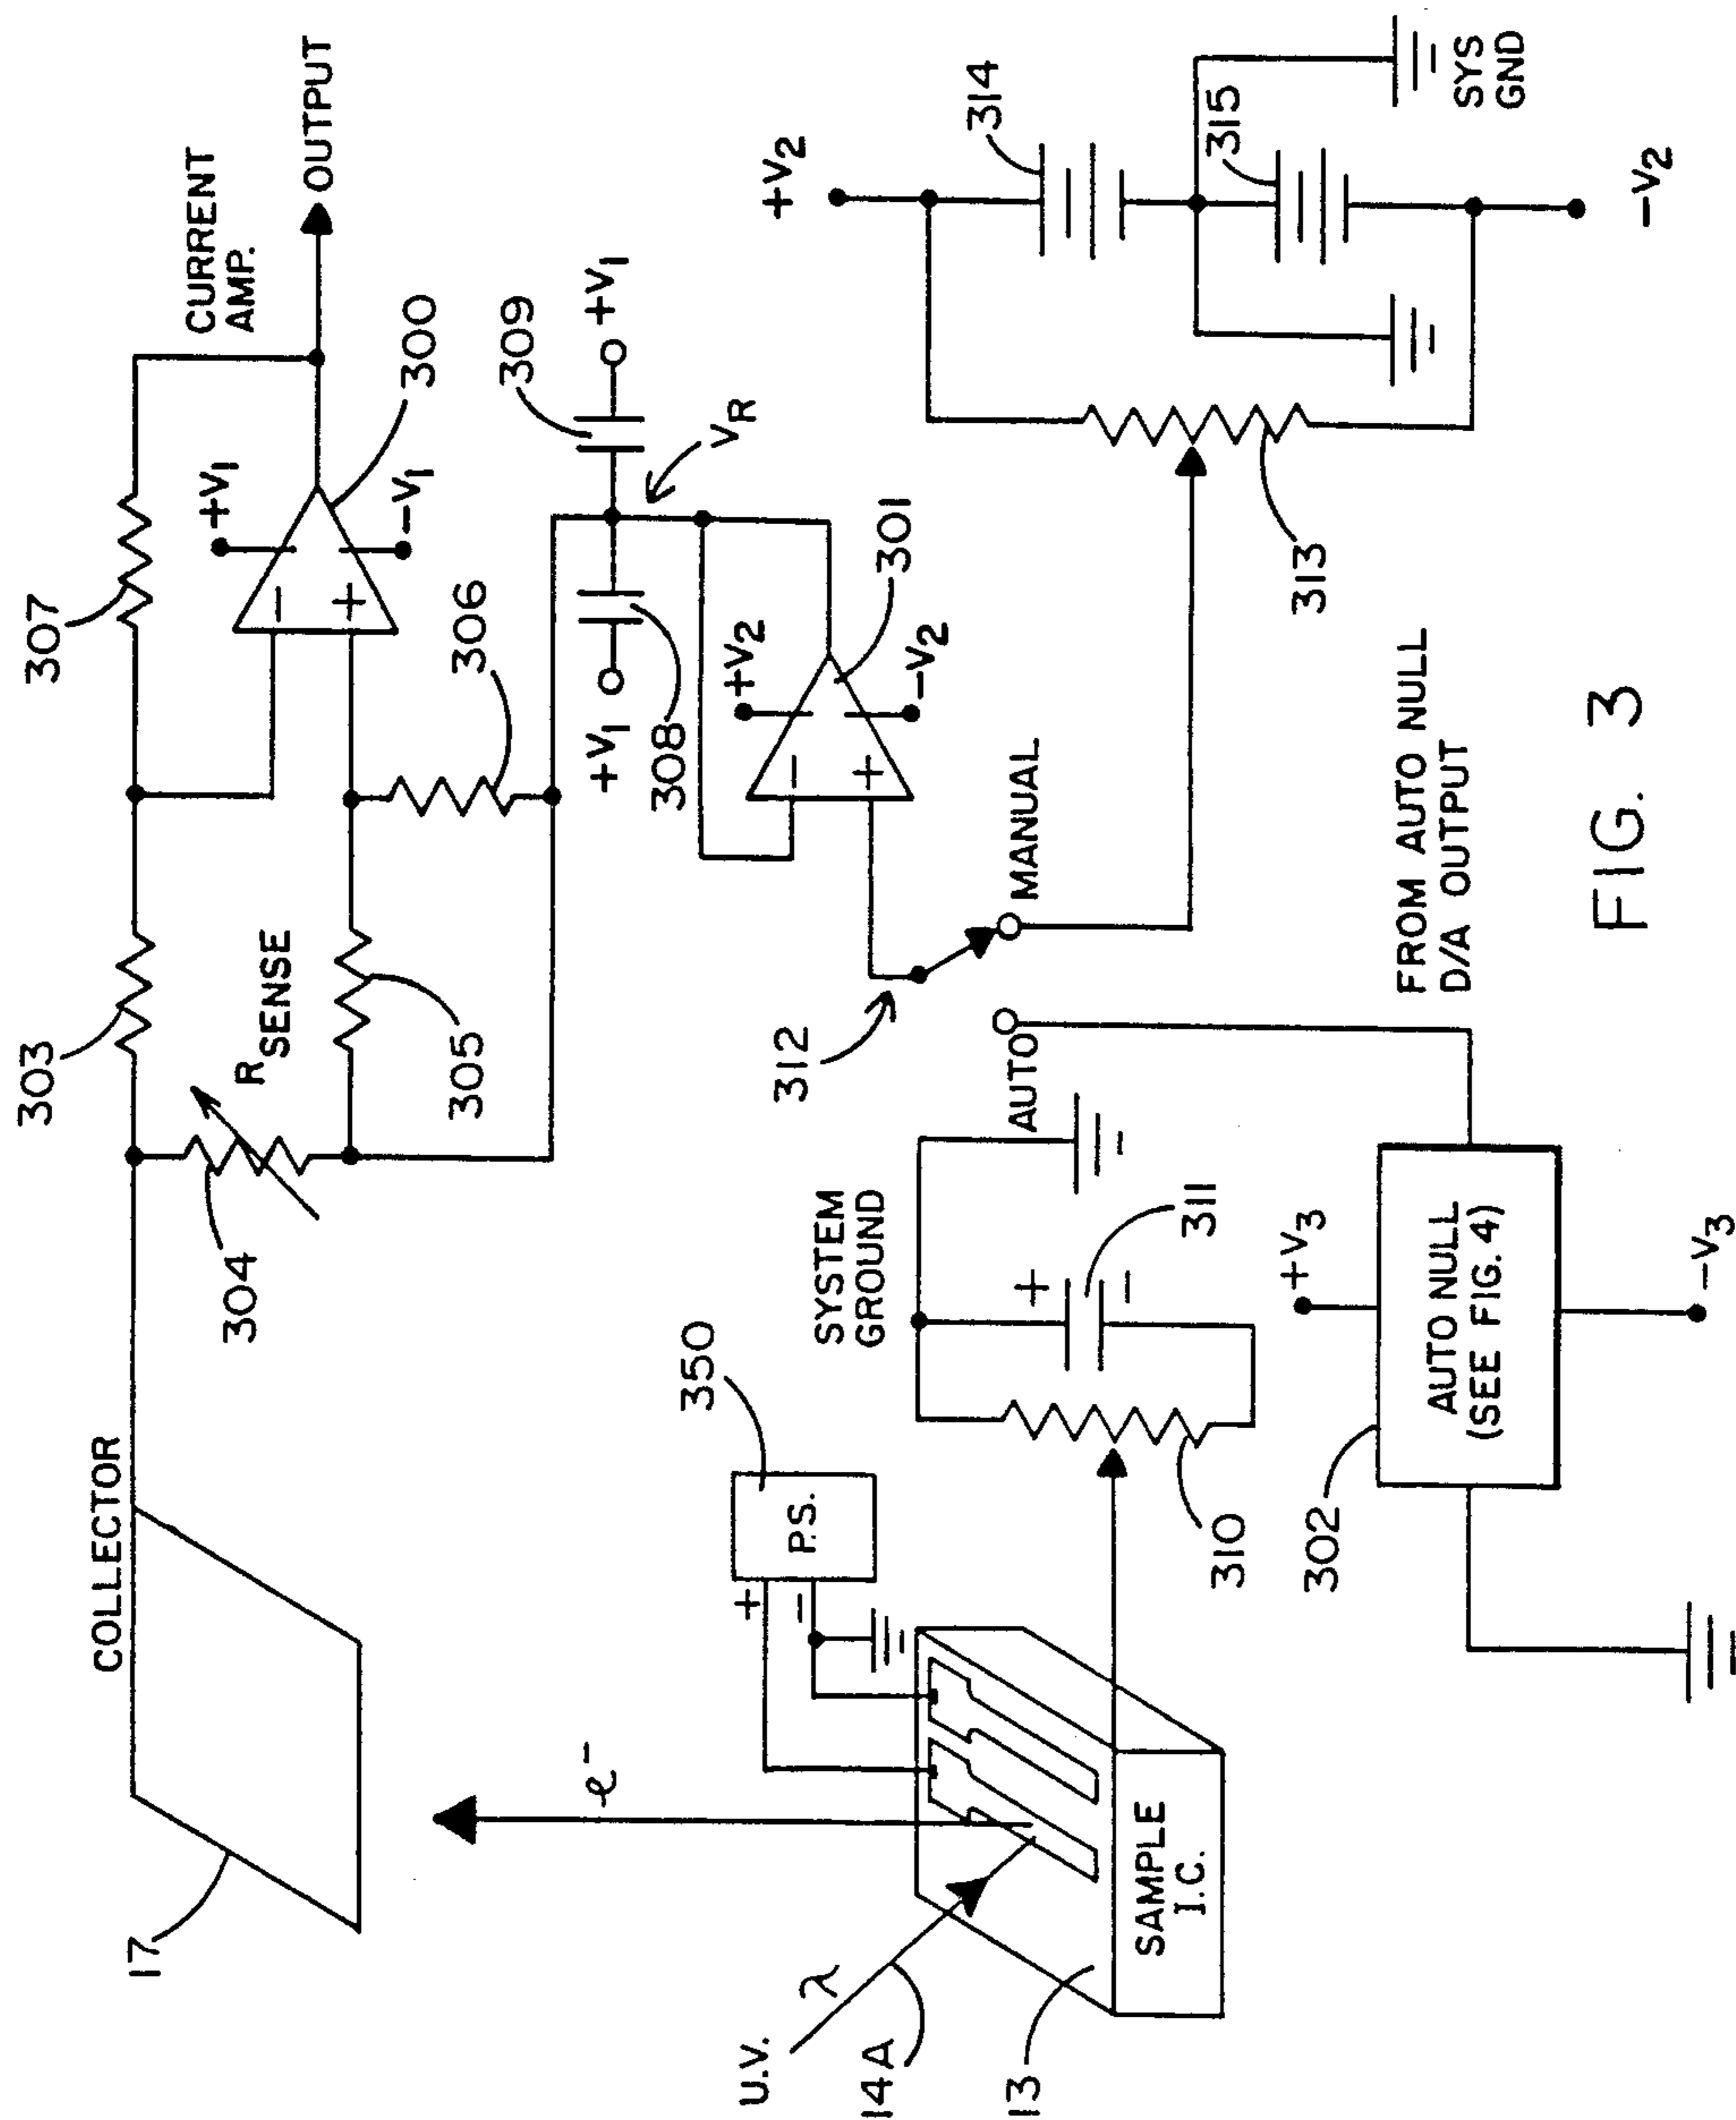 COLLECTOR
17
303
307
CURRENT
AMP.
OUTPUT
+V1
−
+
−V1
300
304
R SENSE
305
306
309
+V1
+V1
308
VR
U.V.
λ
14A
e−
350
P.S.
+
−
13
SAMPLE
I.C.
SYSTEM
GROUND
310
+
−
311
312
AUTO
MANUAL
+V2
−
+
−V2
301
+V2
314
315
SYS
GND
313
−V2
302
AUTO NULL
(SEE FIG.4)
+V3
−V3
FROM AUTO NULL
D/A OUTPUT
FIG. 3